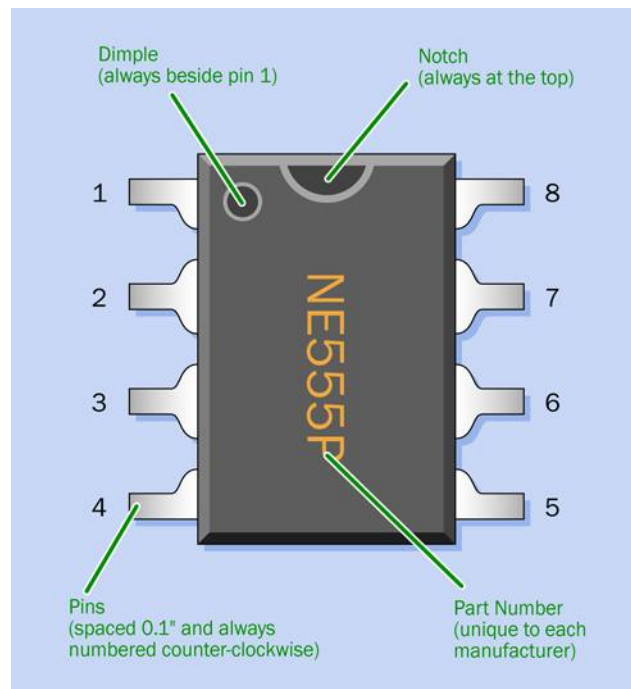 Dimple
(always beside pin 1)
Notch
(always at the top)
1
8
2
7
3
6
4
5
NE555P
Pins
(spaced 0.1" and always
numbered counter-clockwise)
Part Number
(unique to each
manufacturer)